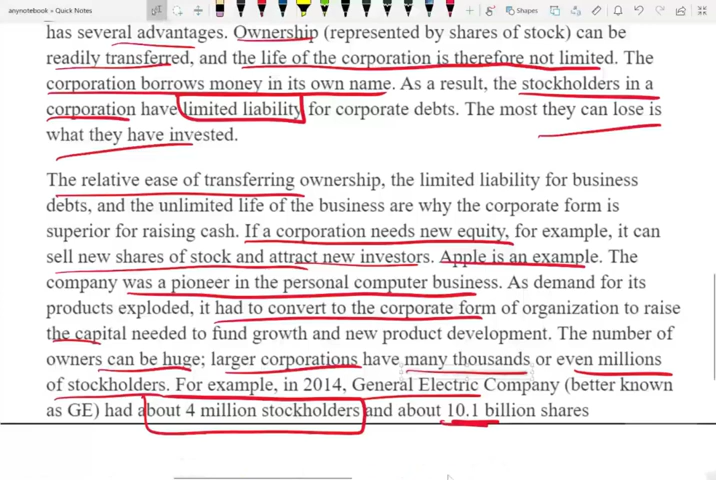 anynotebook
Shapes
has several advantages. Ownership (represented by shares of stock) can be
readily transferred, and the life of the corporation is therefore not limited. The
corporation borrows money in its own name. As a result, the stockholders in a
corporation have limited liability for corporate debts. The most they can lose is
what they have invested.
The relative ease of transferring ownership, the limited liability for business
debts, and the unlimited life of the business are why the corporate form is
superior for raising cash. If a corporation needs new equity, for example, it can
sell new shares of stock and attract new investors. Apple is an example. The
company was a pioneer in the personal computer business. As demand for its
products exploded, it had to convert to the corporate form of organization to raise
the capital needed to fund growth and new product development. The number of
owners can be huge; larger corporations have many thousands or even millions
of stockholders. For example, in 2014, General Electric Company (better known
as GE) had about 4 million stockholders and about 10.1 billion shares